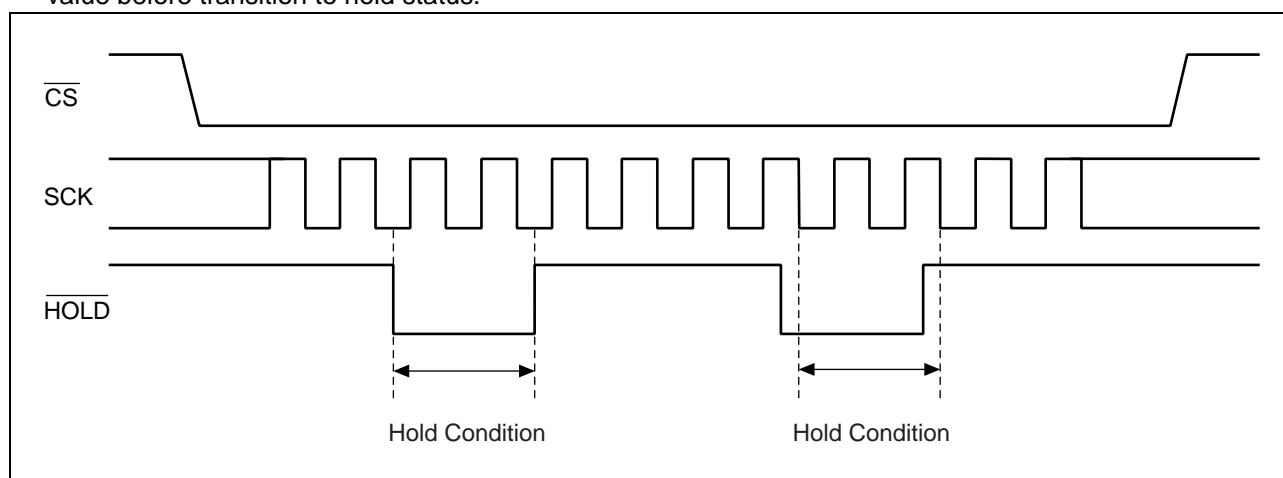 value before transition to hold status.
CS
SCK
HOLD
Hold Condition
Hold Condition